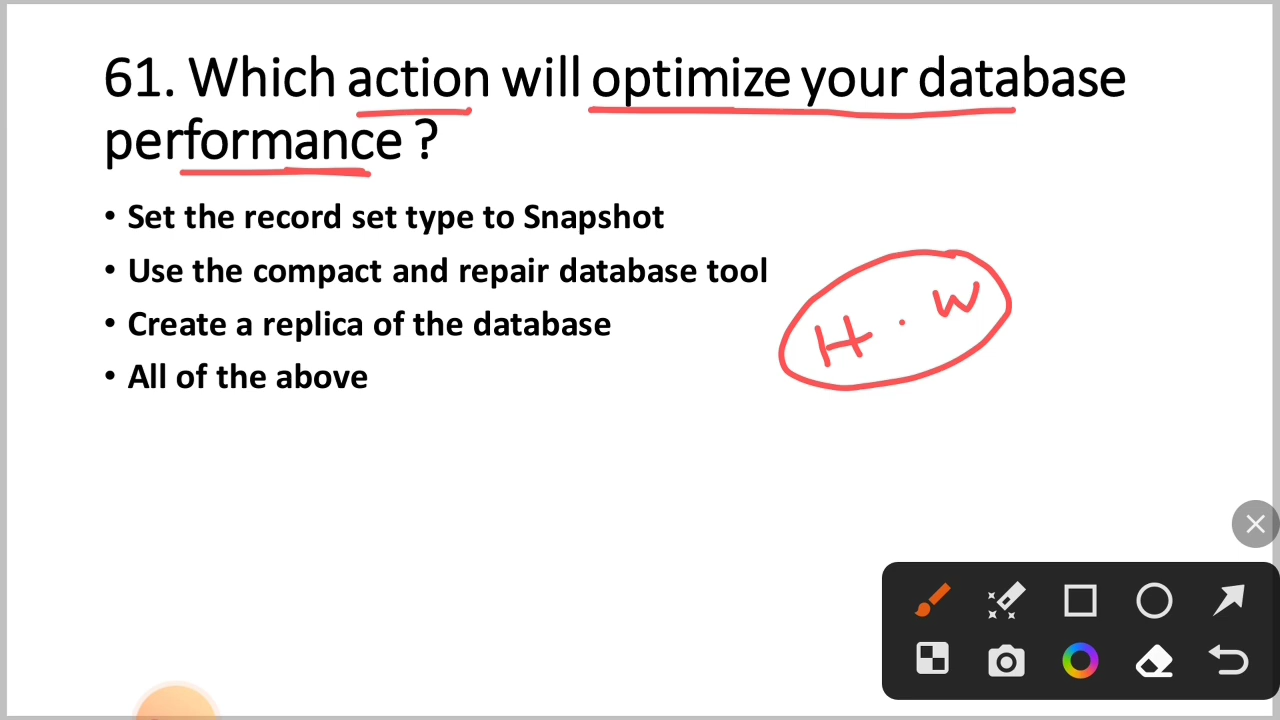 61. Which action will optimize your database
performance ?
• Set the record set type to Snapshot
• Use the compact and repair database tool
• Create a replica of the database
• All of the above
H . W